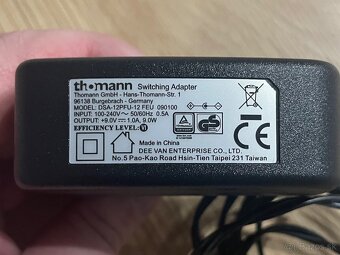 thomann Switching Adapter
Thomann GmbH - Hans-Thomann-Str. 1
96138 Burgebrach - Germany
MODEL: DSA-12PFU-12 FEU 090100
INPUT: 100-240V~ 50/60Hz 0.5A
OUTPUT: +9.0V 1.0A, 9.0W
EFFICIENCY LEVEL: VI
Made in China
DEE VAN ENTERPRISE CO., LTD.
No.5 Pao-Kao Road Hsin-Tien Taipei 231 Taiwan